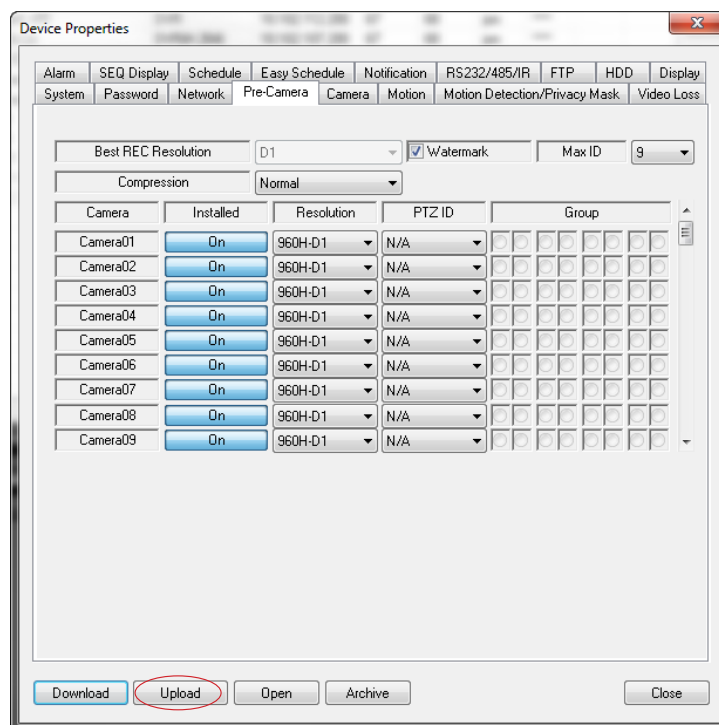 Device Properties
Alarm SEQ Display Schedule Easy Schedule Notification RS232/485/IR FTP HDD Display
System Password Network Pre-Camera Camera Motion Motion Detection/Privacy Mask Video Loss
Best REC Resolution D1 Watermark Max ID 9
Compression Normal
Camera Installed Resolution PTZ ID Group
Camera01 On 960H-D1 N/A
Camera02 On 960H-D1 N/A
Camera03 On 960H-D1 N/A
Camera04 On 960H-D1 N/A
Camera05 On 960H-D1 N/A
Camera06 On 960H-D1 N/A
Camera07 On 960H-D1 N/A
Camera08 On 960H-D1 N/A
Camera09 On 960H-D1 N/A
Download Upload Open Archive Close